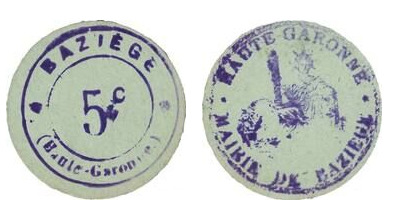 BAZIÈGE
5c
(Haute-Garonne.)
HAUTE GARONNE
MAIRIE DE BAZIÈGE